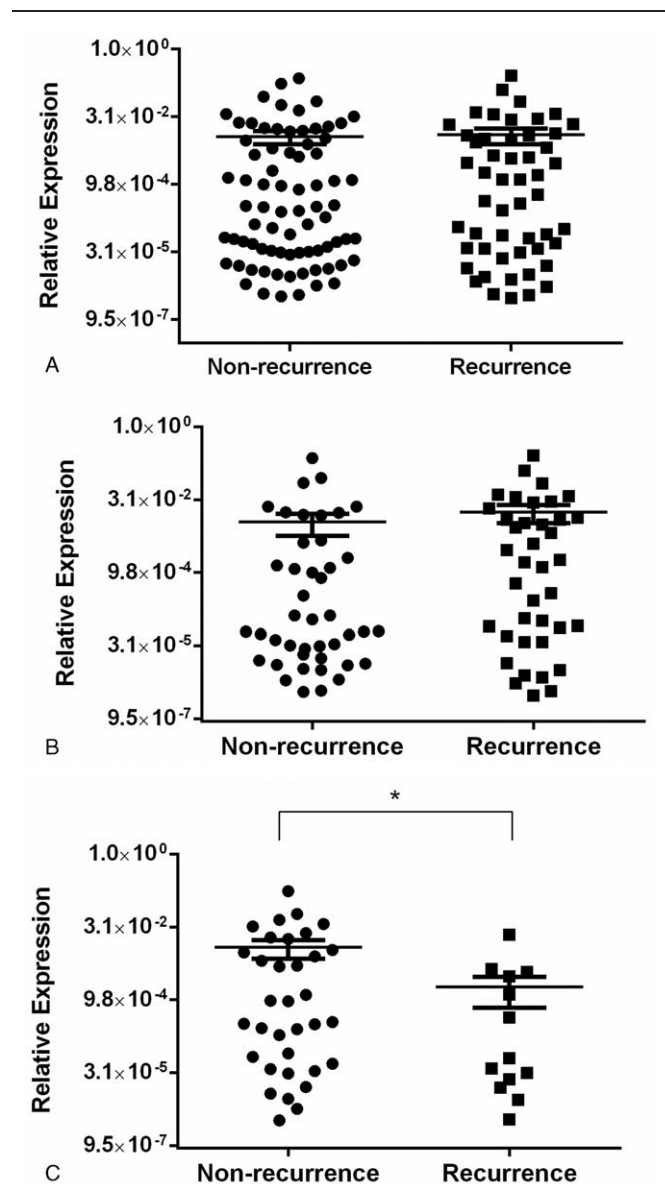 1.0×10⁰
3.1×10⁻²
9.8×10⁻⁴
3.1×10⁻⁵
9.5×10⁻⁷
Relative Expression
A
Non-recurrence Recurrence
1.0×10⁰
3.1×10⁻²
9.8×10⁻⁴
3.1×10⁻⁵
9.5×10⁻⁷
Relative Expression
B
Non-recurrence Recurrence
*
1.0×10⁰
3.1×10⁻²
9.8×10⁻⁴
3.1×10⁻⁵
9.5×10⁻⁷
Relative Expression
C
Non-recurrence Recurrence